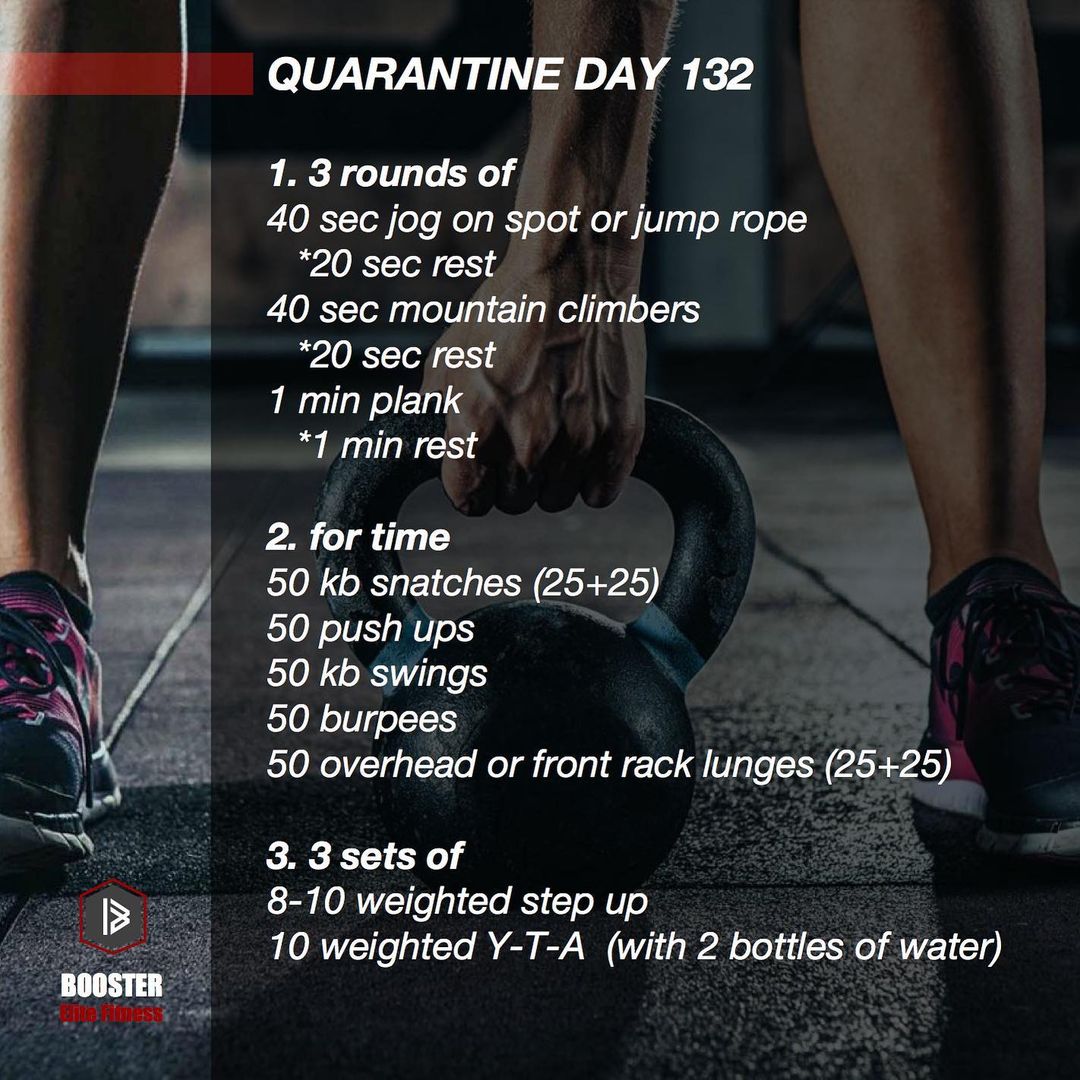 QUARANTINE DAY 132
1. 3 rounds of
40 sec jog on spot or jump rope
*20 sec rest
40 sec mountain climbers
*20 sec rest
1 min plank
*1 min rest
2. for time
50 kb snatches (25+25)
50 push ups
50 kb swings
50 burpees
50 overhead or front rack lunges (25+25)
3. 3 sets of
8-10 weighted step up
10 weighted Y-T-A (with 2 bottles of water)
BOOSTER
Elite Fitness